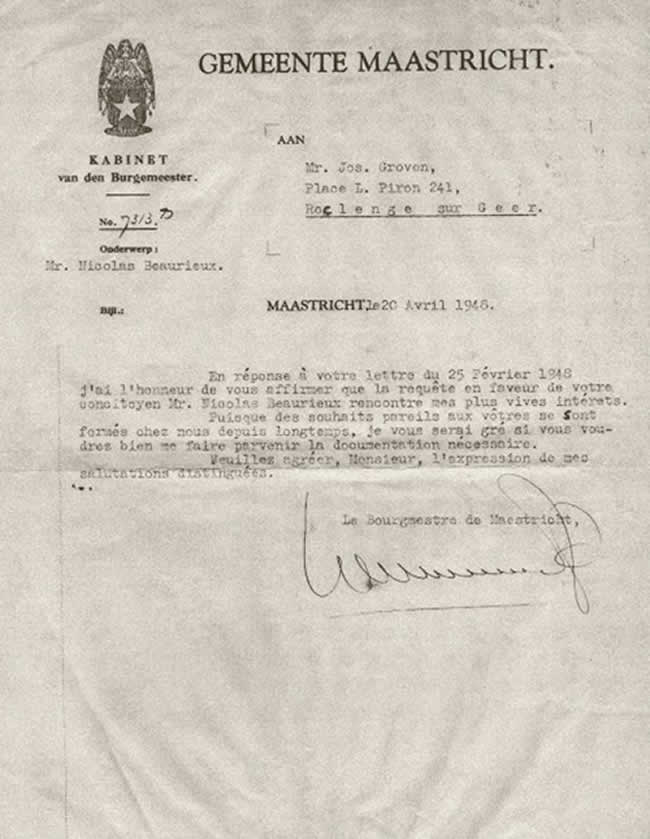 GEMEENTE MAASTRICHT.
KABINET
van den Burgemeester.
No. 7313.
Onderwerp:
Mr. Nicolas Beaurieux.
Bijl.:
AAN
Mr. Jos. Groven,
Place L. Piron 241,
Roclenge sur Geer.
MAASTRICHT, le 20 Avril 1948.
En réponse à votre lettre du 25 Février 1948
j'ai l'honneur de vous affirmer que la requête en faveur de votre
concitoyen Mr. Nicolas Beaurieux rencontre mes plus vives intérets.
Puisque des souhaits pareils aux vôtres se sont
formés chez nous depuis longtemps, je vous serai gré si vous vou-
drez bien me faire parvenir la documentation nécessaire.
Veuillez agréer, Monsieur, l'expression de mes
salutations distinguées.
Le Bourgmestre de Maestricht,